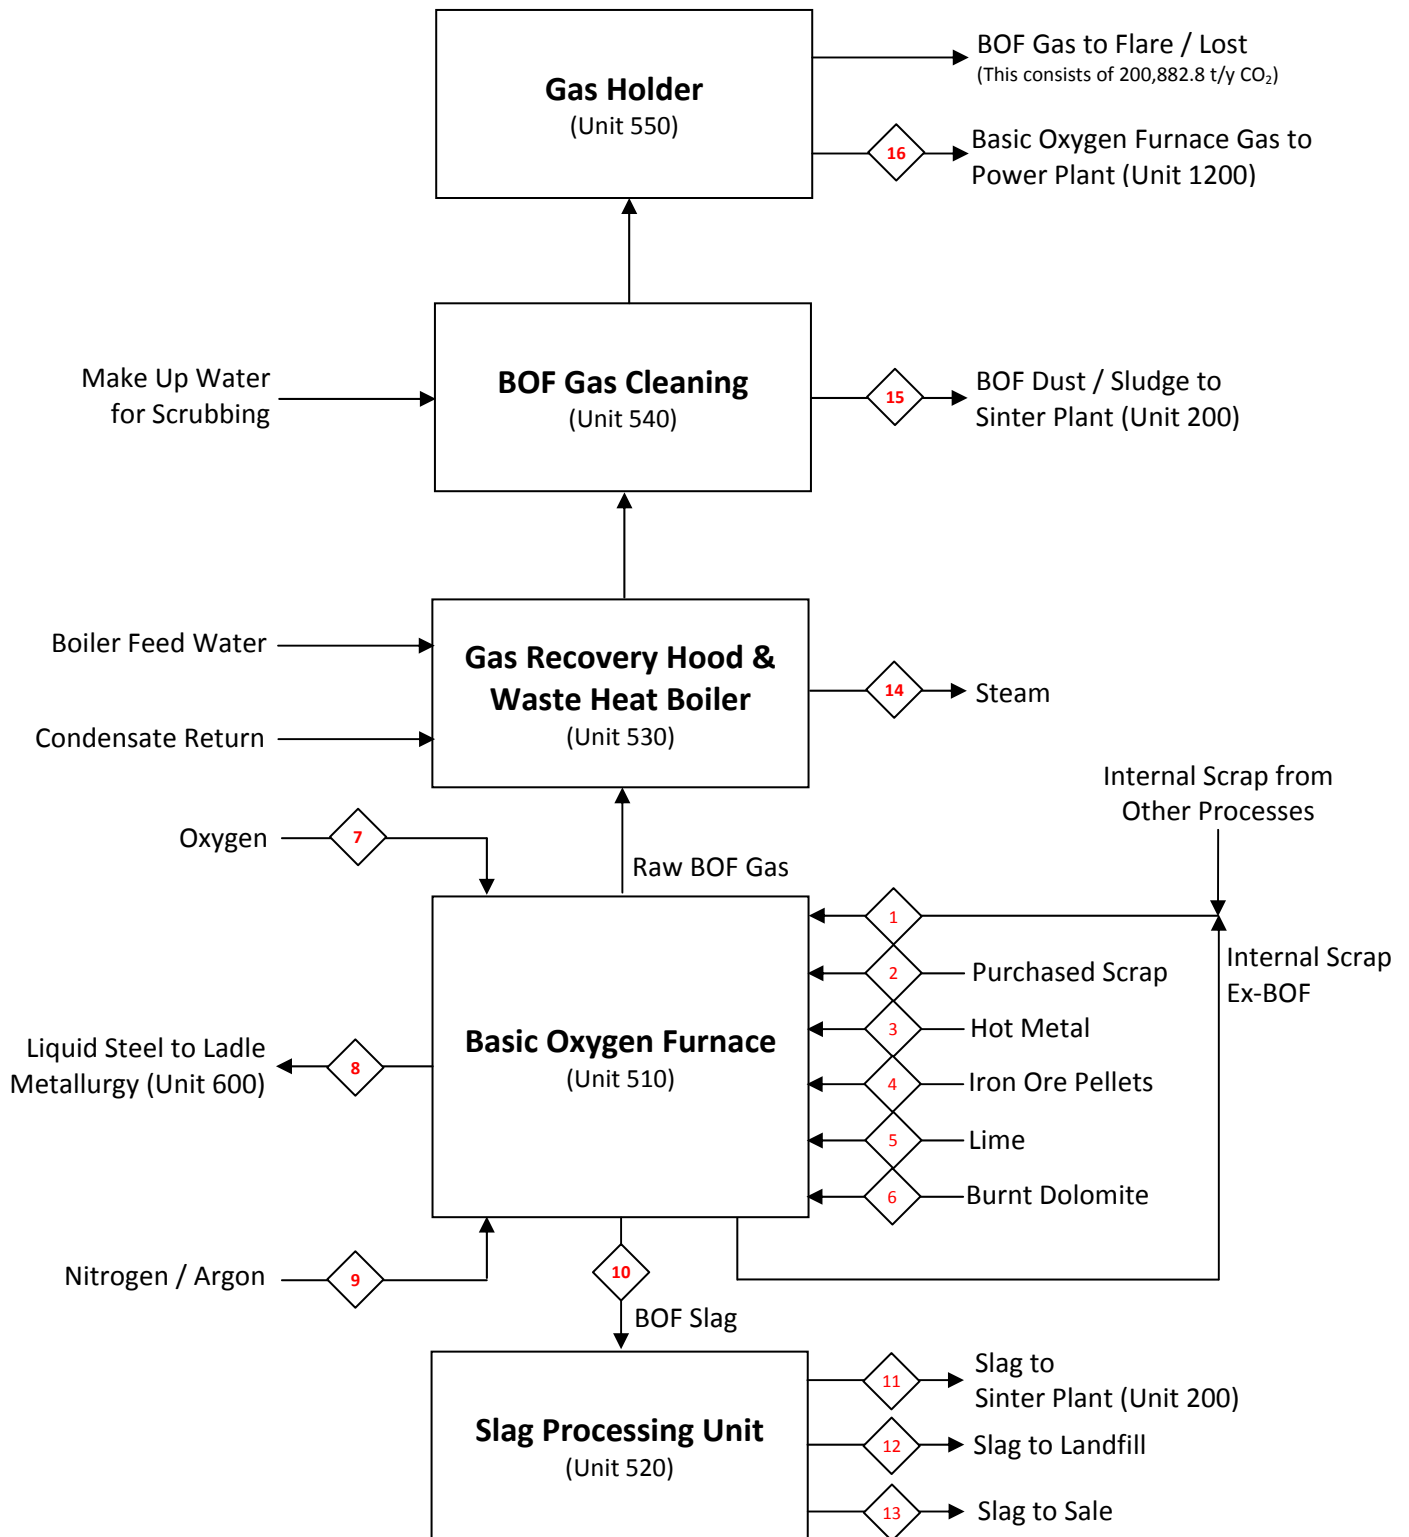 Gas Holder
(Unit 550)
BOF Gas to Flare / Lost
(This consists of 200,882.8 t/y CO₂)
16
Basic Oxygen Furnace Gas to
Power Plant (Unit 1200)
Make Up Water
for Scrubbing
BOF Gas Cleaning
(Unit 540)
15
BOF Dust / Sludge to
Sinter Plant (Unit 200)
Boiler Feed Water
Condensate Return
Gas Recovery Hood &
Waste Heat Boiler
(Unit 530)
14
Steam
Internal Scrap from
Other Processes
Oxygen
7
Raw BOF Gas
1
Internal Scrap
Ex-BOF
2
Purchased Scrap
3
Hot Metal
Liquid Steel to Ladle
Metallurgy (Unit 600)
8
Basic Oxygen Furnace
(Unit 510)
4
Iron Ore Pellets
5
Lime
6
Burnt Dolomite
Nitrogen / Argon
9
10
BOF Slag
Slag Processing Unit
(Unit 520)
11
Slag to
Sinter Plant (Unit 200)
12
Slag to Landfill
13
Slag to Sale